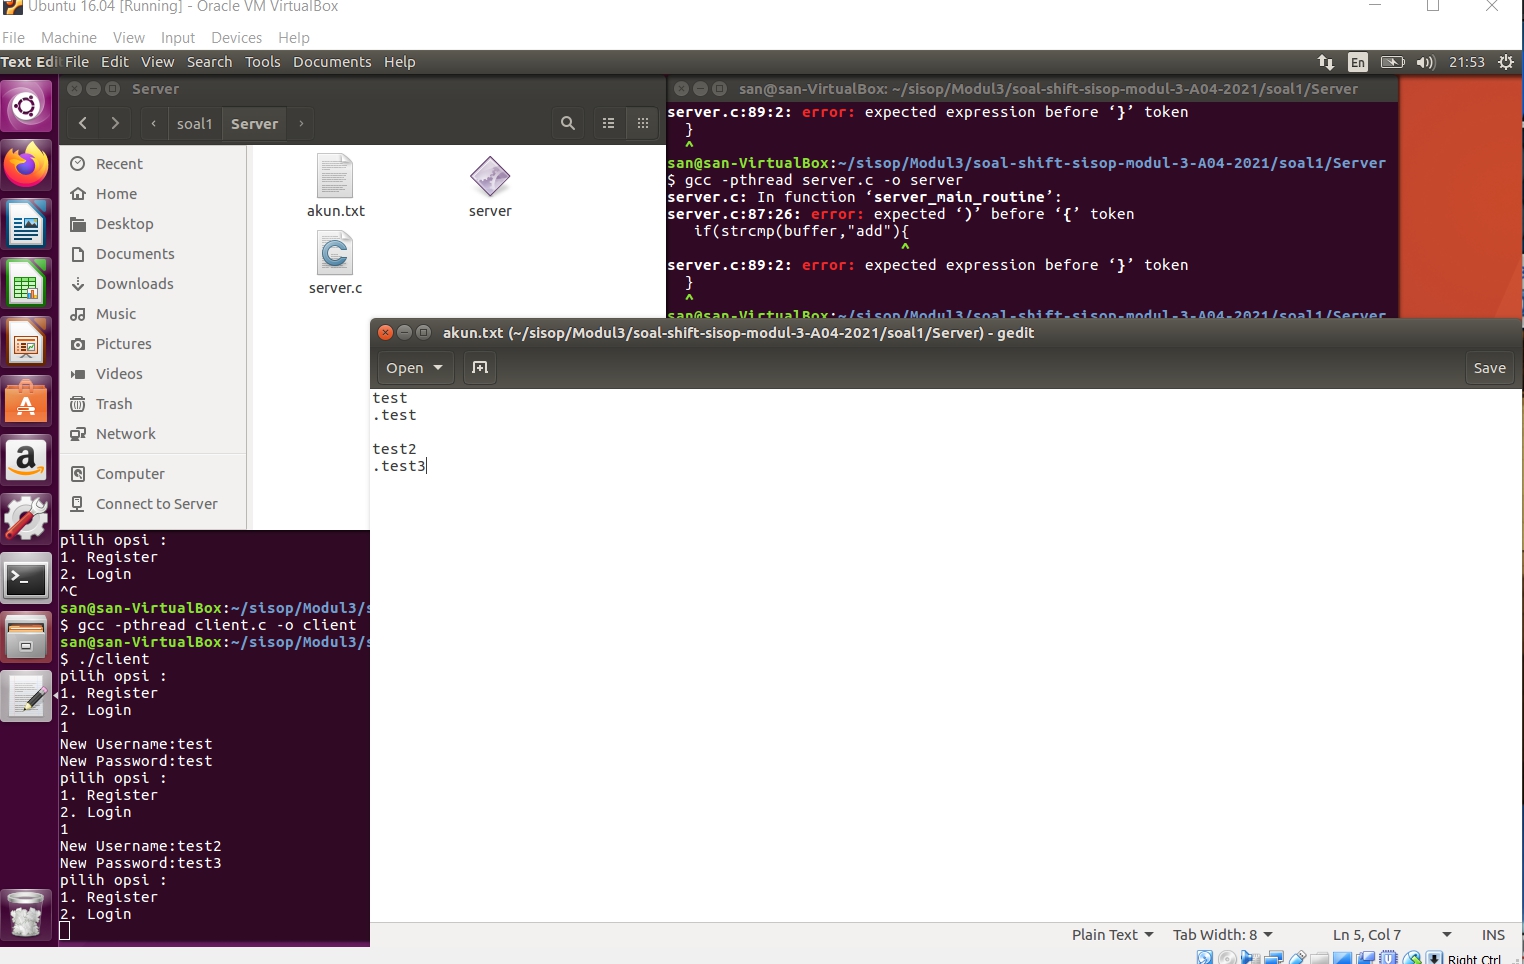 Ubuntu 16.04 [Running] - Oracle VM VirtualBox
File Machine View Input Devices Help
Text Edi File Edit View Search Tools Documents Help
En 21:53
Server
soal1 Server
Recent
Home
Desktop
Documents
Downloads
Music
Pictures
Videos
Trash
Network
Computer
Connect to Server
akun.txt
server
server.c
san@san-VirtualBox: ~/sisop/Modul3/soal-shift-sisop-modul-3-A04-2021/soal1/Server
server.c:89:2: error: expected expression before ‘}’ token
}
^
san@san-VirtualBox:~/sisop/Modul3/soal-shift-sisop-modul-3-A04-2021/soal1/Server
$ gcc -pthread server.c -o server
server.c: In function ‘server_main_routine’:
server.c:87:26: error: expected ‘)’ before ‘{’ token
if(strcmp(buffer,"add"){
^
server.c:89:2: error: expected expression before ‘}’ token
}
^
san@san-VirtualBox:~/sisop/Modul3/soal-shift-sisop-modul-3-A04-2021/soal1/Server
akun.txt (~/sisop/Modul3/soal-shift-sisop-modul-3-A04-2021/soal1/Server) - gedit
Open Save
test
.test
test2
.test3
Plain Text Tab Width: 8 Ln 5, Col 7 INS
pilih opsi :
1. Register
2. Login
^C
san@san-VirtualBox:~/sisop/Modul3/s
$ gcc -pthread client.c -o client
san@san-VirtualBox:~/sisop/Modul3/s
$ ./client
pilih opsi :
1. Register
2. Login
1
New Username:test
New Password:test
pilih opsi :
1. Register
2. Login
1
New Username:test2
New Password:test3
pilih opsi :
1. Register
2. Login
Right Ctrl